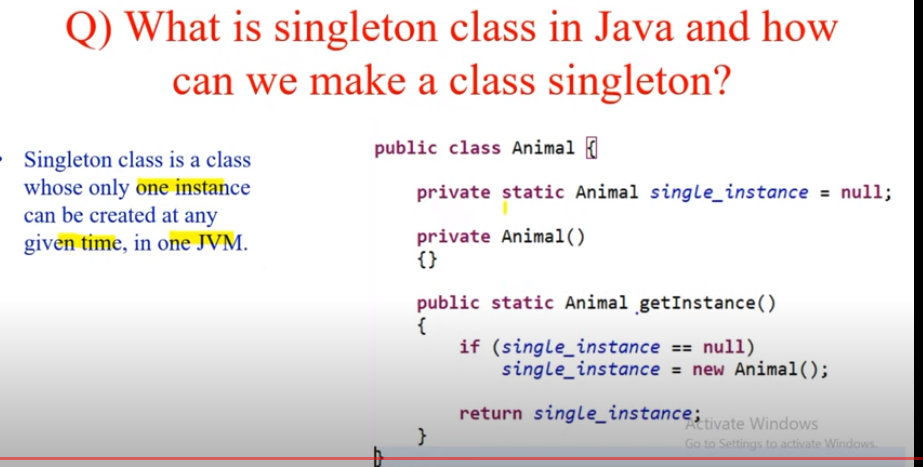 Q) What is singleton class in Java and how
can we make a class singleton?
Singleton class is a class
whose only one instance
can be created at any
given time, in one JVM.
public class Animal {
private static Animal single_instance = null;
private Animal()
{}
public static Animal getInstance()
{
if (single_instance == null)
single_instance = new Animal();
return single_instance;
}
}
Activate Windows
Go to Settings to activate Windows.